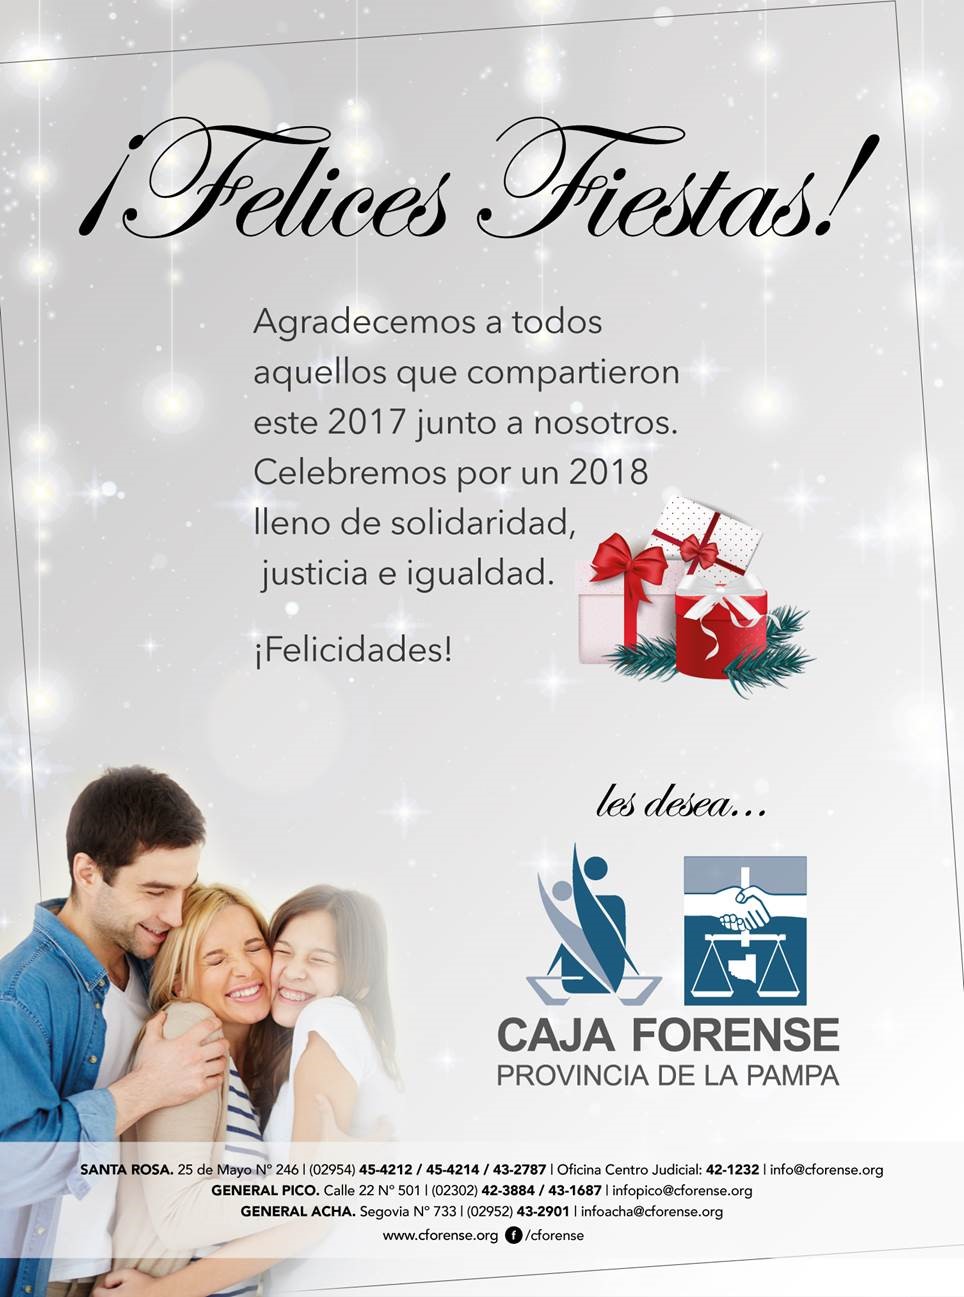 ¡Felices Fiestas!
Agradecemos a todos
aquellos que compartieron
este 2017 junto a nosotros.
Celebremos por un 2018
lleno de solidaridad,
justicia e igualdad.
¡Felicidades!
les desea...
CAJA FORENSE
PROVINCIA DE LA PAMPA
SANTA ROSA. 25 de Mayo Nº 246 | (02954) 45-4212 / 45-4214 / 43-2787 | Oficina Centro Judicial: 42-1232 | info@cforense.org
GENERAL PICO. Calle 22 Nº 501 | (02302) 42-3884 / 43-1687 | infopico@cforense.org
GENERAL ACHA. Segovia Nº 733 | (02952) 43-2901 | infoacha@cforense.org
www.cforense.org f /cforense